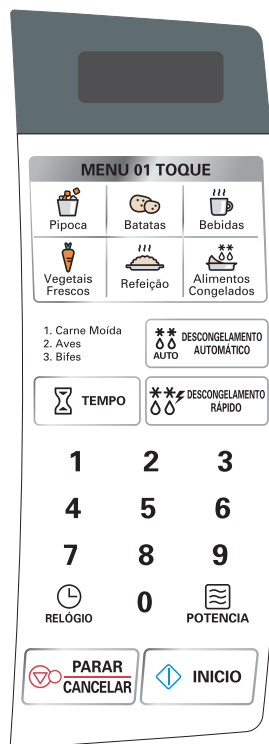 MENU 01 TOQUE
Pipoca
Batatas
Bebidas
Vegetais
Frescos
Refeição
Alimentos
Congelados
1. Carne Moída
2. Aves
3. Bifes
AUTO
DESCONGELAMENTO
AUTOMÁTICO
TEMPO
DESCONGELAMENTO
RÁPIDO
1 2 3
4 5 6
7 8 9
RELÓGIO
0
POTENCIA
PARAR
CANCELAR
INICIO